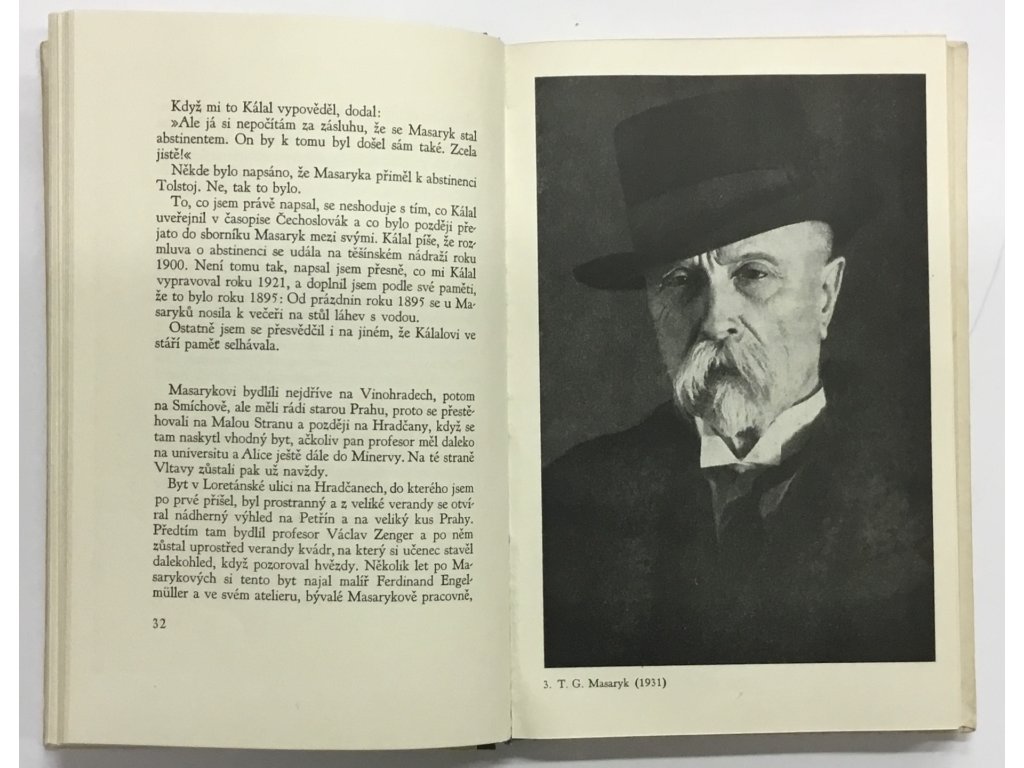 Když mi to Kálal vypověděl, dodal:
»Ale já si nepočítám za zásluhu, že se Masaryk stal
abstinentem. On by k tomu byl došel sám také. Zcela
jistě!«
Někde bylo napsáno, že Masaryka přiměl k abstinenci
Tolstoj. Ne, tak to bylo.
To, co jsem právě napsal, se neshoduje s tím, co Kálal
uveřejnil v časopise Čechoslovák a co bylo později pře-
jato do sborníku Masaryk mezi svými. Kálal píše, že roz-
mluva o abstinenci se udála na těšínském nádraží roku
1900. Není tomu tak, napsal jsem přesně, co mi Kálal
vypravoval roku 1921, a doplnil jsem podle své paměti,
že to bylo roku 1895: Od prázdnin roku 1895 se u Ma-
saryků nosila k večeři na stůl láhev s vodou.
Ostatně jsem se přesvědčil i na jiném, že Kálalovi ve
stáří paměť selhávala.
Masarykovi bydlili nejdříve na Vinohradech, potom
na Smíchově, ale měli rádi starou Prahu, proto se přestě-
hovali na Malou Stranu a později na Hradčany, když se
tam naskytl vhodný byt, ačkoliv pan profesor měl daleko
na universitu a Alice ještě dále do Minervy. Na té straně
Vltavy zůstali pak už navždy.
Byt v Loretánské ulici na Hradčanech, do kterého jsem
po prvé přišel, byl prostranný a z veliké verandy se otví-
ral nádherný výhled na Petřín a na veliký kus Prahy.
Předtím tam bydlil profesor Václav Zenger a po něm
zůstal uprostřed verandy kvádr, na který si učenec stavěl
dalekohled, když pozoroval hvězdy. Několik let po Ma-
sarykových si tento byt najal malíř Ferdinand Engel-
müller a ve svém atelieru, bývalé Masarykově pracovně,
32
3. T. G. Masaryk (1931)